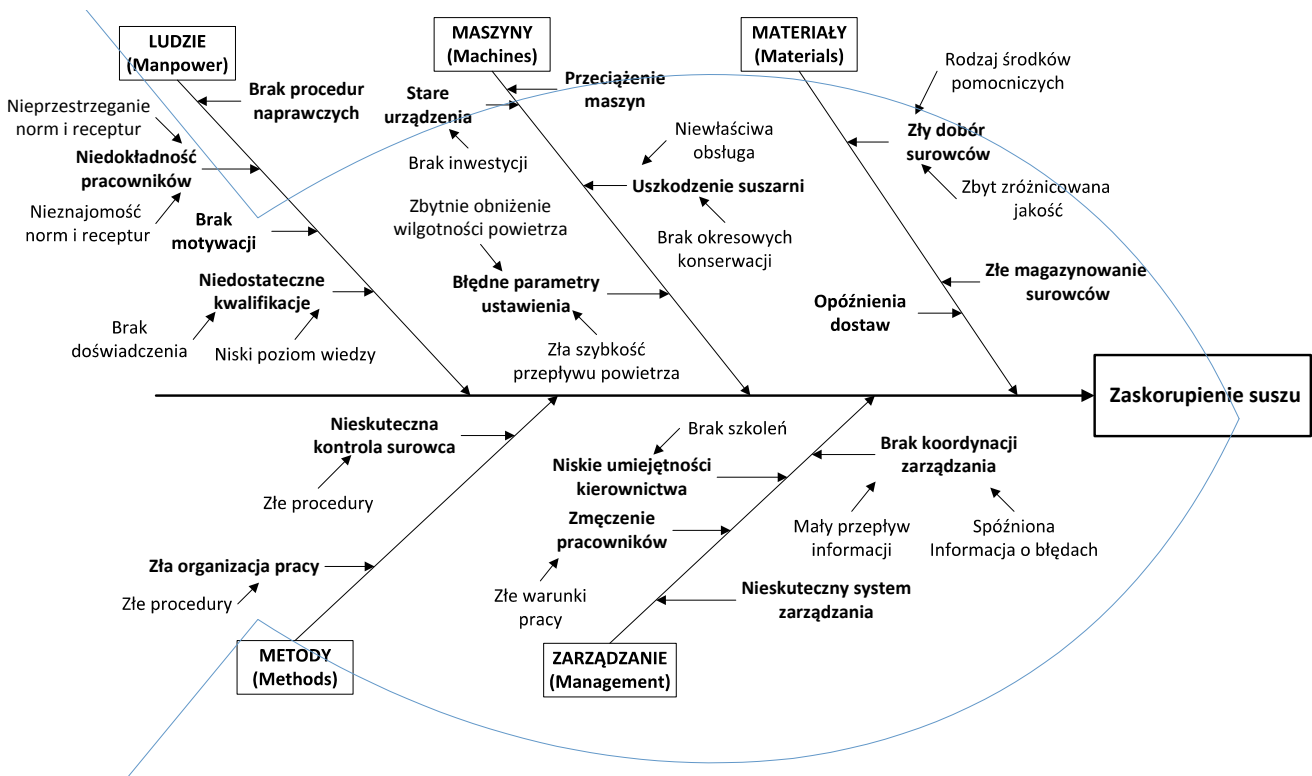 LUDZIE
(Manpower)
Brak procedur
naprawczych
Nieprzestrzeganie
norm i receptur
Niedokładność
pracowników
Nieznajomość
norm i receptur
Brak
motywacji
Niedostateczne
kwalifikacje
Brak
doświadczenia
Niski poziom wiedzy
MASZYNY
(Machines)
Przeciążenie
maszyn
Stare
urządzenia
Brak inwestycji
Niewłaściwa
obsługa
Uszkodzenie suszarni
Brak okresowych
konserwacji
Zbytnie obniżenie
wilgotności powietrza
Błędne parametry
ustawienia
Zła szybkość
przepływu powietrza
MATERIAŁY
(Materials)
Rodzaj środków
pomocniczych
Zły dobór
surowców
Zbyt zróżnicowana
jakość
Złe magazynowanie
surowców
Opóźnienia
dostaw
Zaskorupienie suszu
Nieskuteczna
kontrola surowca
Złe procedury
Zła organizacja pracy
Złe procedury
METODY
(Methods)
Brak szkoleń
Niskie umiejętności
kierownictwa
Brak koordynacji
zarządzania
Mały przepływ
informacji
Spóźniona
Informacja o błędach
Zmęczenie
pracowników
Złe warunki
pracy
Nieskuteczny system
zarządzania
ZARZĄDZANIE
(Management)